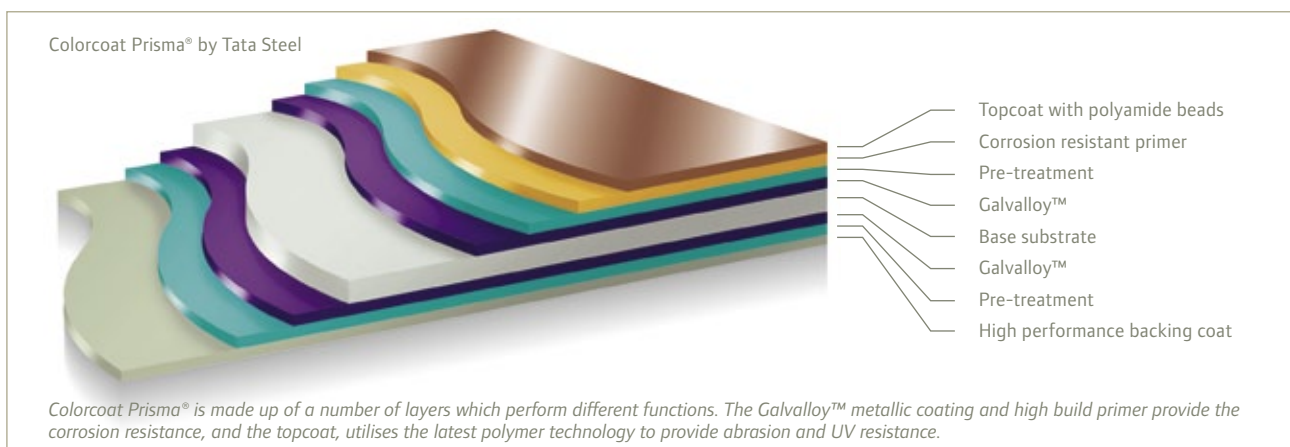 Colorcoat Prisma® by Tata Steel
Topcoat with polyamide beads
Corrosion resistant primer
Pre-treatment
Galvalloy™
Base substrate
Galvalloy™
Pre-treatment
High performance backing coat
Colorcoat Prisma® is made up of a number of layers which perform different functions. The Galvalloy™ metallic coating and high build primer provide the
corrosion resistance, and the topcoat, utilises the latest polymer technology to provide abrasion and UV resistance.